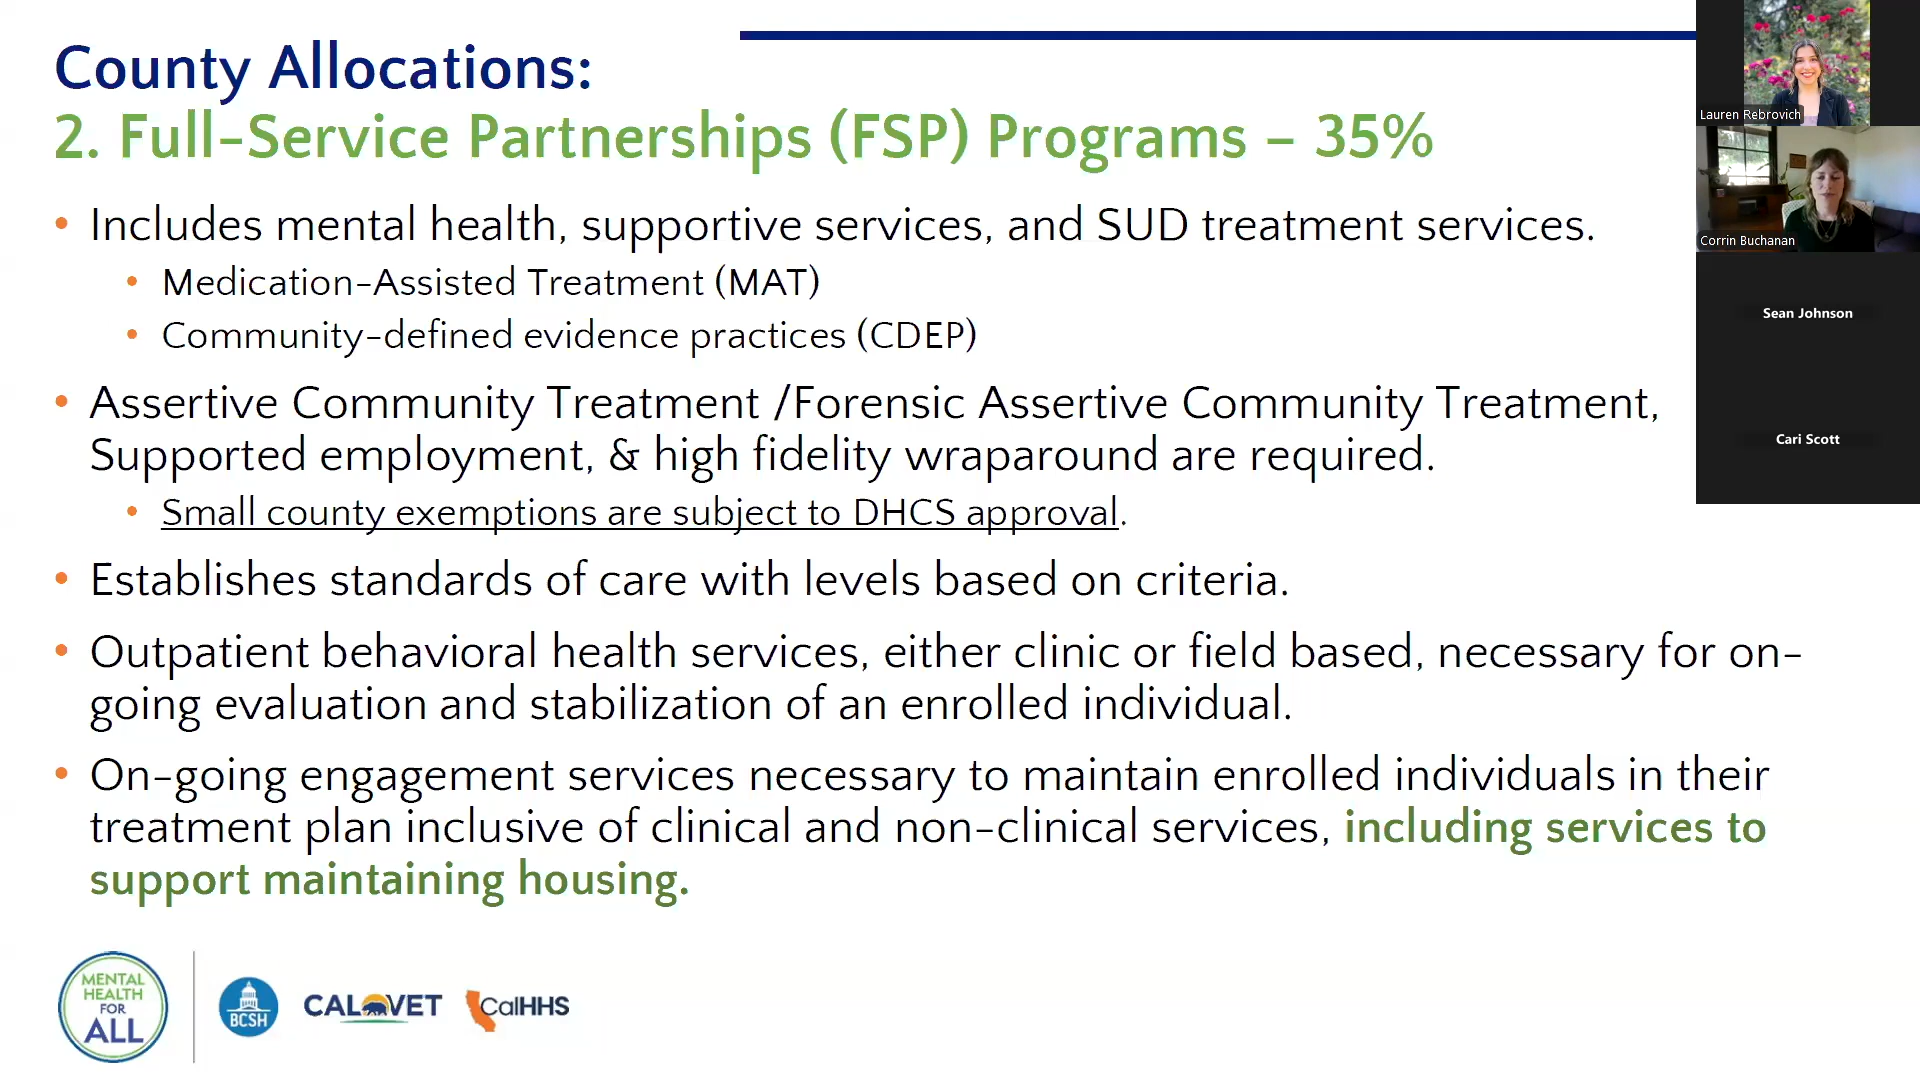 County Allocations:
2. Full-Service Partnerships (FSP) Programs – 35%
• Includes mental health, supportive services, and SUD treatment services.
• Medication-Assisted Treatment (MAT)
• Community-defined evidence practices (CDEP)
• Assertive Community Treatment /Forensic Assertive Community Treatment,
Supported employment, & high fidelity wraparound are required.
• Small county exemptions are subject to DHCS approval.
• Establishes standards of care with levels based on criteria.
• Outpatient behavioral health services, either clinic or field based, necessary for on-
going evaluation and stabilization of an enrolled individual.
• On-going engagement services necessary to maintain enrolled individuals in their
treatment plan inclusive of clinical and non-clinical services, including services to
support maintaining housing.
MENTAL
HEALTH
FOR
ALL
BCSH
CALVET
CalHHS
Lauren Rebrovich
Corrin Buchanan
Sean Johnson
Cari Scott